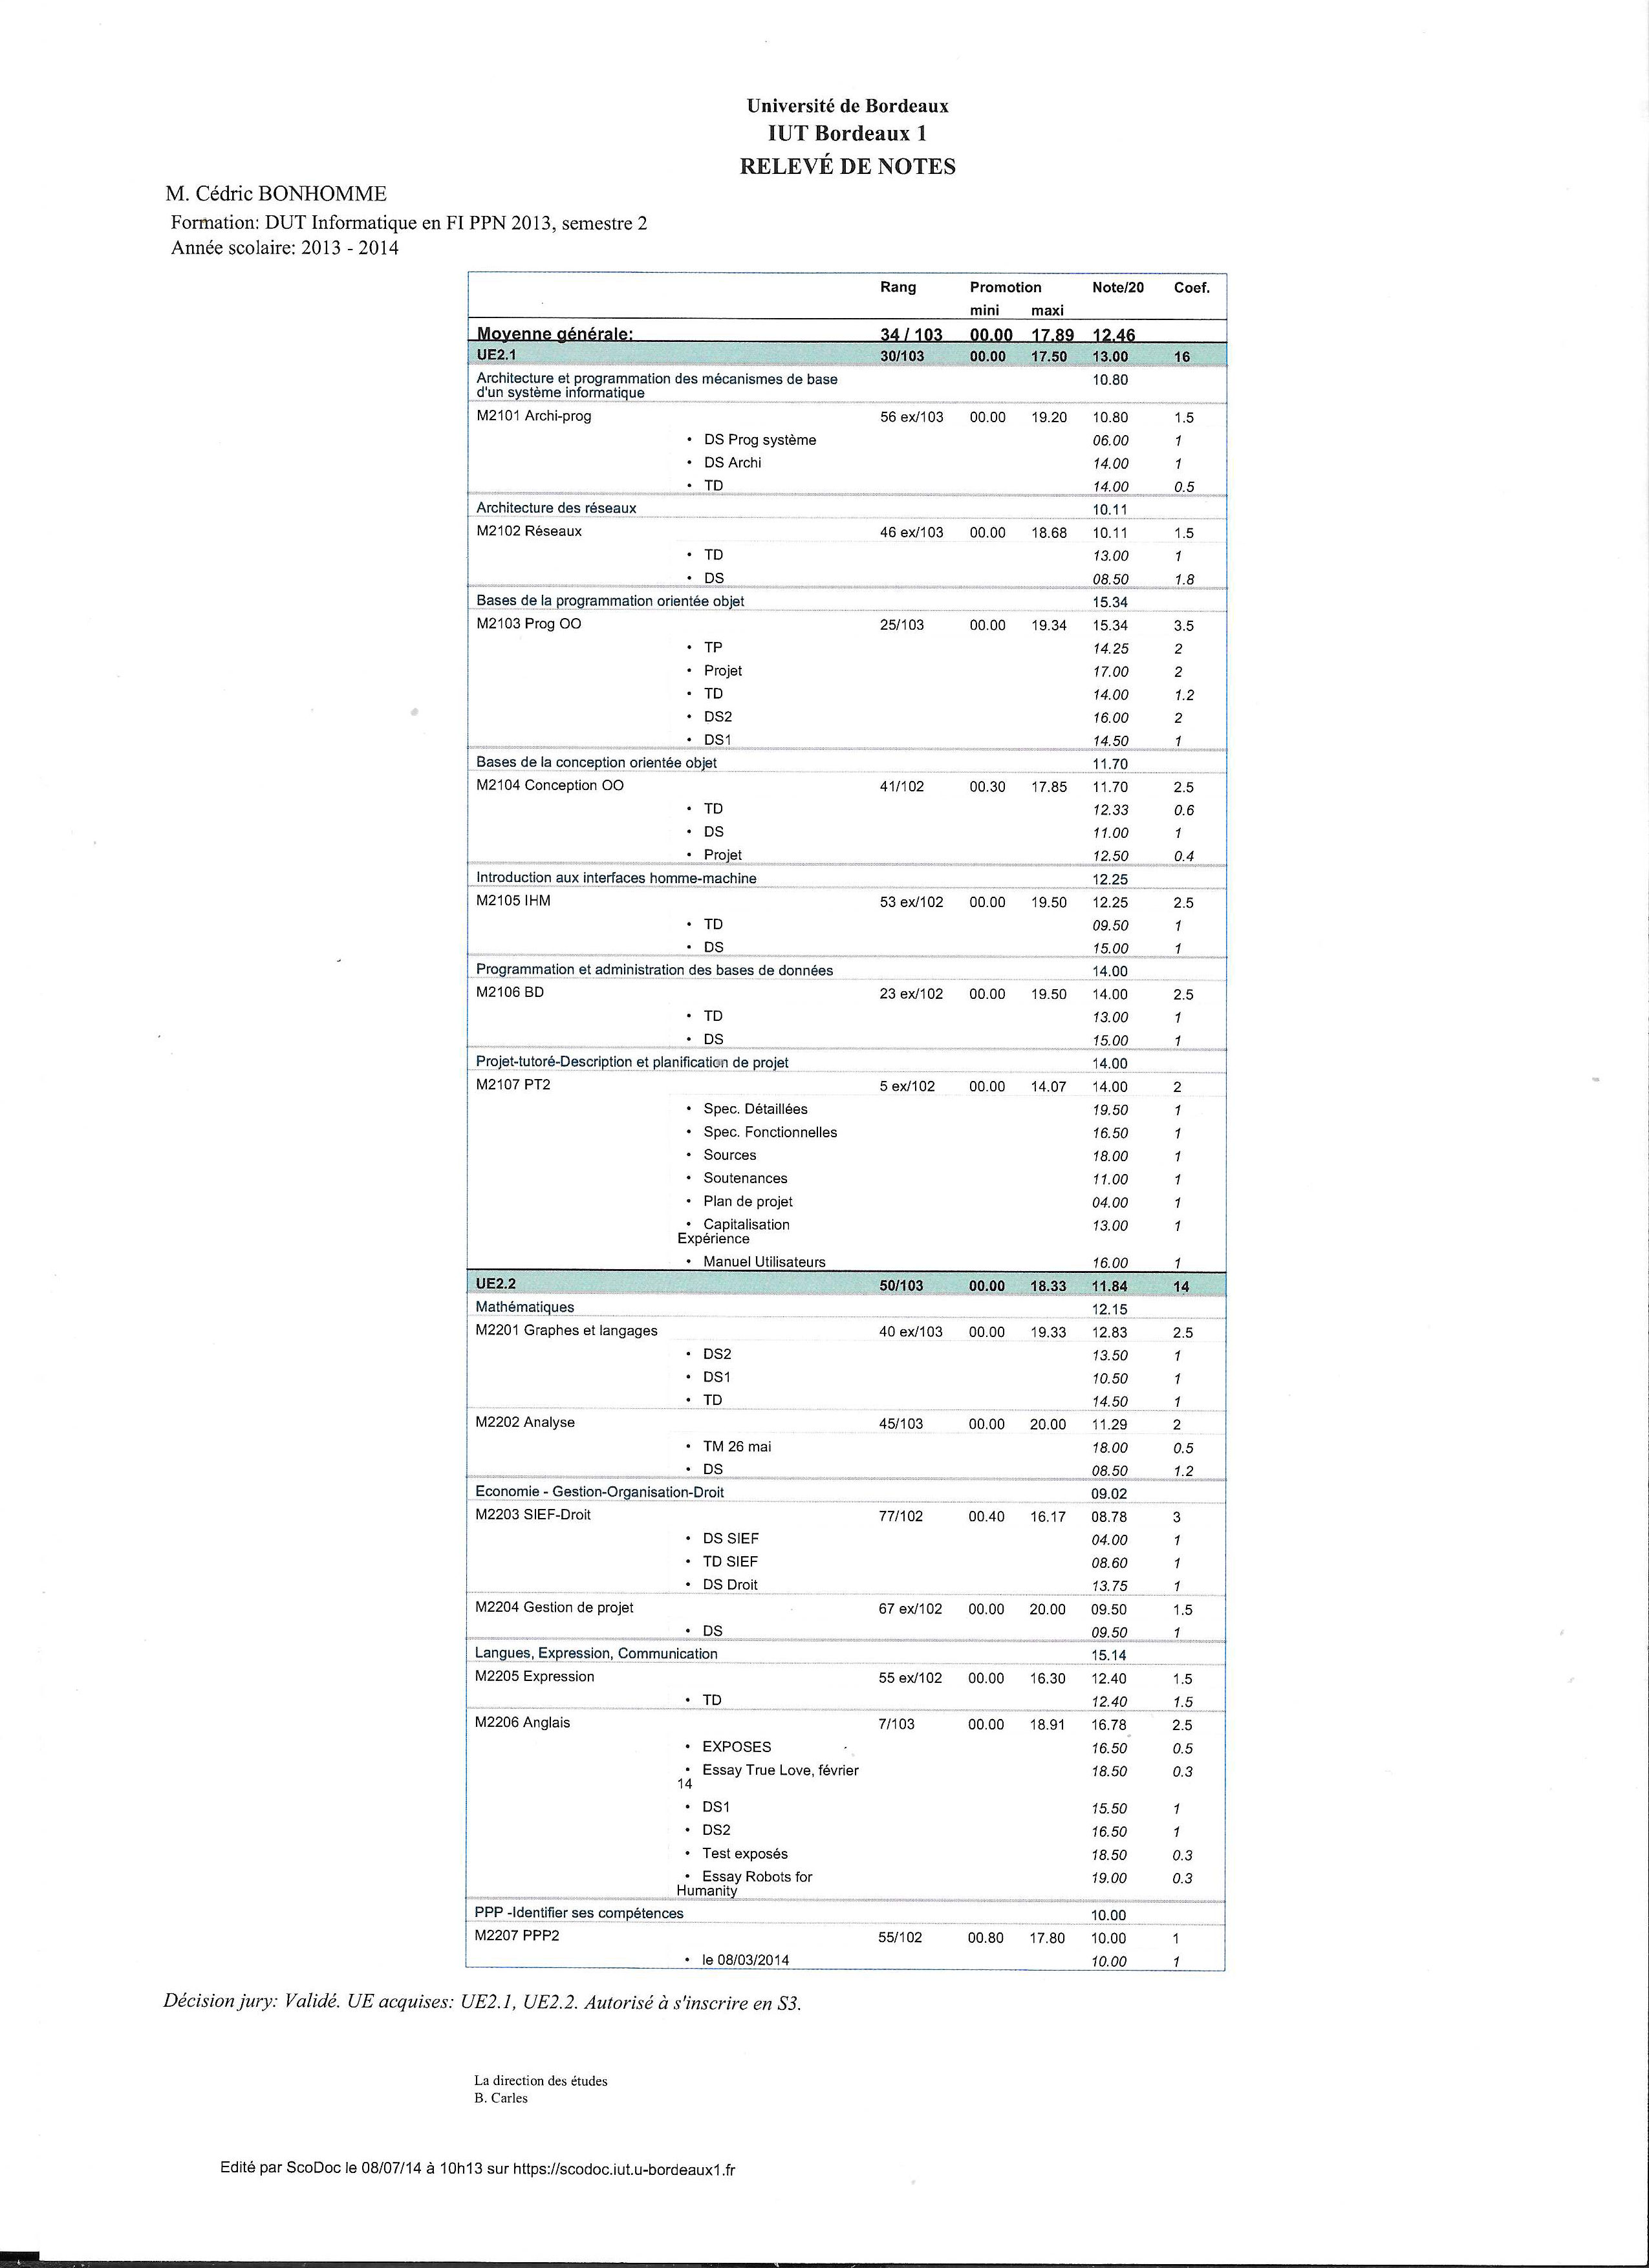 Université de Bordeaux
IUT Bordeaux 1
RELEVÉ DE NOTES
M. Cédric BONHOMME
Formation: DUT Informatique en FI PPN 2013, semestre 2
Année scolaire: 2013 - 2014
Rang Promotion Note/20 Coef.
mini maxi
Moyenne générale: 34 / 103 00.00 17.89 12.46
UE2.1 30/103 00.00 17.50 13.00 16
Architecture et programmation des mécanismes de base 10.80
d'un système informatique
M2101 Archi-prog 56 ex/103 00.00 19.20 10.80 1.5
• DS Prog système 06.00 1
• DS Archi 14.00 1
• TD 14.00 0.5
Architecture des réseaux 10.11
M2102 Réseaux 46 ex/103 00.00 18.68 10.11 1.5
• TD 13.00 1
• DS 08.50 1.8
Bases de la programmation orientée objet 15.34
M2103 Prog OO 25/103 00.00 19.34 15.34 3.5
• TP 14.25 2
• Projet 17.00 2
• TD 14.00 1.2
• DS2 16.00 2
• DS1 14.50 1
Bases de la conception orientée objet 11.70
M2104 Conception OO 41/102 00.30 17.85 11.70 2.5
• TD 12.33 0.6
• DS 11.00 1
• Projet 12.50 0.4
Introduction aux interfaces homme-machine 12.25
M2105 IHM 53 ex/102 00.00 19.50 12.25 2.5
• TD 09.50 1
• DS 15.00 1
Programmation et administration des bases de données 14.00
M2106 BD 23 ex/102 00.00 19.50 14.00 2.5
• TD 13.00 1
• DS 15.00 1
Projet-tutoré-Description et planification de projet 14.00
M2107 PT2 5 ex/102 00.00 14.07 14.00 2
• Spec. Détaillées 19.50 1
• Spec. Fonctionnelles 16.50 1
• Sources 18.00 1
• Soutenances 11.00 1
• Plan de projet 04.00 1
• Capitalisation 13.00 1
Expérience
• Manuel Utilisateurs 16.00 1
UE2.2 50/103 00.00 18.33 11.84 14
Mathématiques 12.15
M2201 Graphes et langages 40 ex/103 00.00 19.33 12.83 2.5
• DS2 13.50 1
• DS1 10.50 1
• TD 14.50 1
M2202 Analyse 45/103 00.00 20.00 11.29 2
• TM 26 mai 18.00 0.5
• DS 08.50 1.2
Economie - Gestion-Organisation-Droit 09.02
M2203 SIEF-Droit 77/102 00.40 16.17 08.78 3
• DS SIEF 04.00 1
• TD SIEF 08.60 1
• DS Droit 13.75 1
M2204 Gestion de projet 67 ex/102 00.00 20.00 09.50 1.5
• DS 09.50 1
Langues, Expression, Communication 15.14
M2205 Expression 55 ex/102 00.00 16.30 12.40 1.5
• TD 12.40 1.5
M2206 Anglais 7/103 00.00 18.91 16.78 2.5
• EXPOSES 16.50 0.5
• Essay True Love, février 18.50 0.3
14
• DS1 15.50 1
• DS2 16.50 1
• Test exposés 18.50 0.3
• Essay Robots for 19.00 0.3
Humanity
PPP -Identifier ses compétences 10.00
M2207 PPP2 55/102 00.80 17.80 10.00 1
• le 08/03/2014 10.00 1
Décision jury: Validé. UE acquises: UE2.1, UE2.2. Autorisé à s'inscrire en S3.
La direction des études
B. Carles
Edité par ScoDoc le 08/07/14 à 10h13 sur https://scodoc.iut.u-bordeaux1.fr